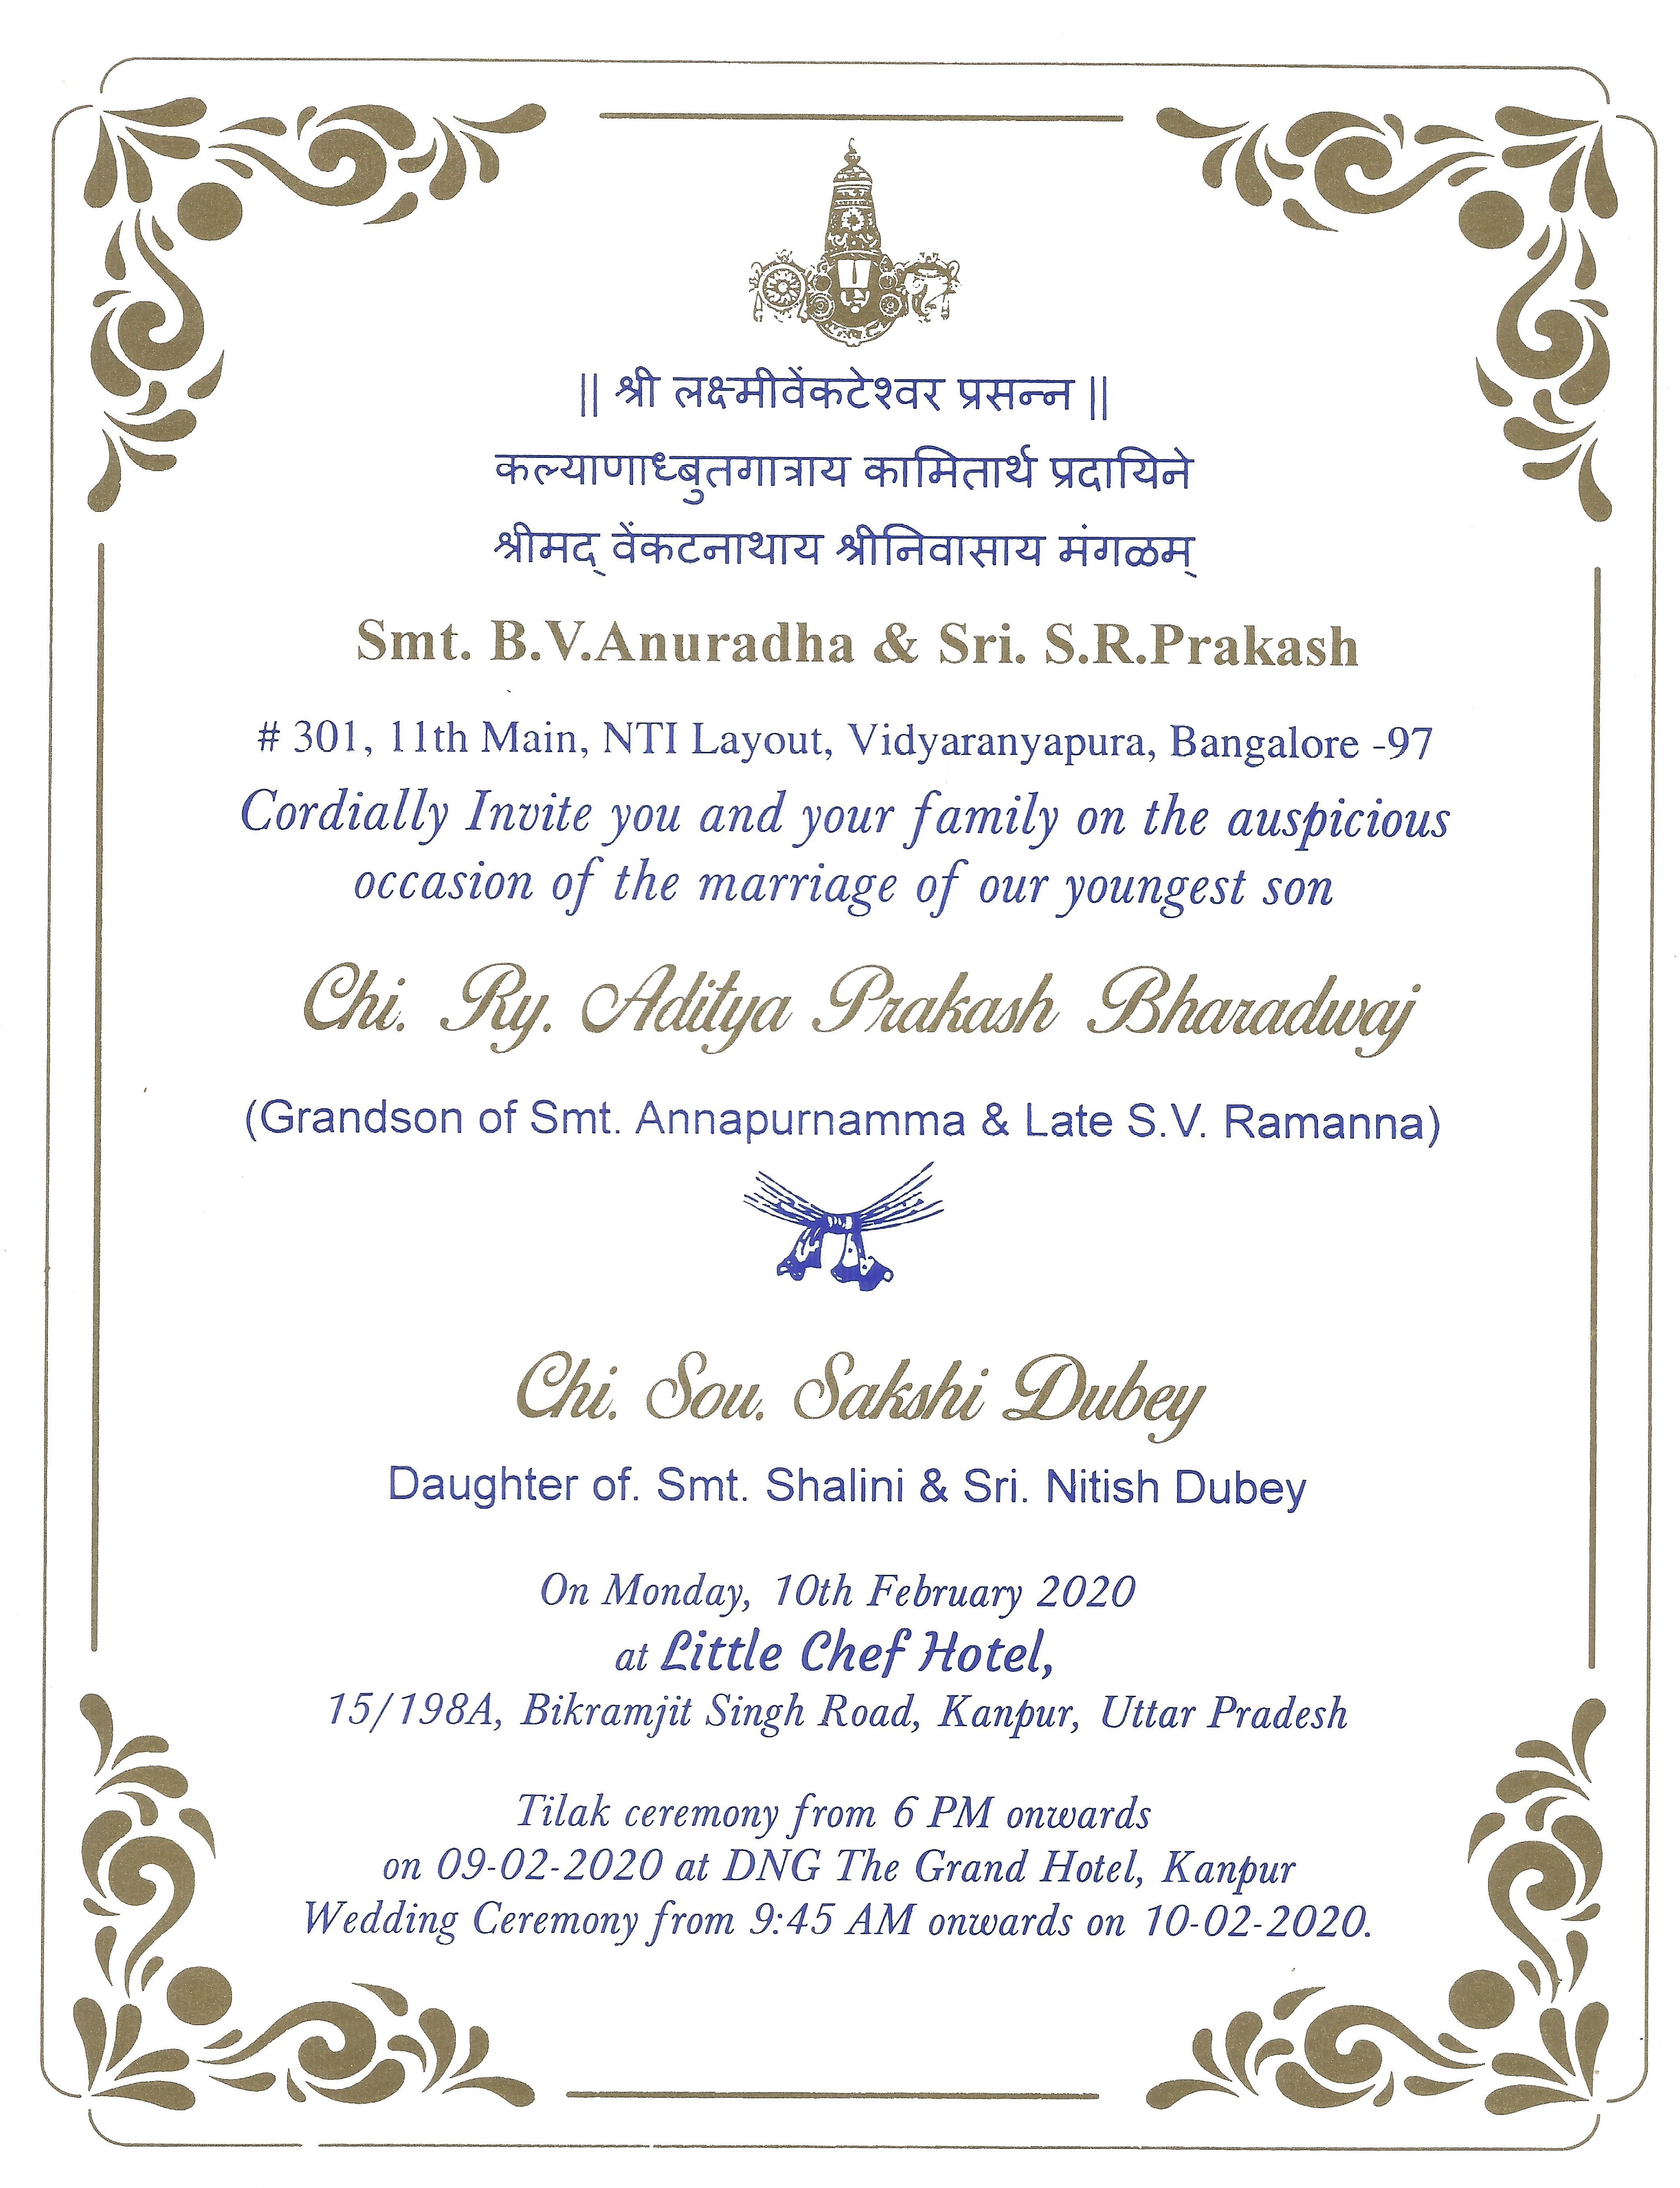 || श्री लक्ष्मीवेंकटेश्वर प्रसन्न ||
कल्याणाध्बुतगात्राय कामितार्थ प्रदायिने
श्रीमद् वेंकटनाथाय श्रीनिवासाय मंगळम्
Smt. B.V.Anuradha & Sri. S.R.Prakash
# 301, 11th Main, NTI Layout, Vidyaranyapura, Bangalore -97
Cordially Invite you and your family on the auspicious
occasion of the marriage of our youngest son
Chi. Ry. Aditya Prakash Bharadwaj
(Grandson of Smt. Annapurnamma & Late S.V. Ramanna)
Chi. Sou. Sakshi Dubey
Daughter of. Smt. Shalini & Sri. Nitish Dubey
On Monday, 10th February 2020
at Little Chef Hotel,
15/198A, Bikramjit Singh Road, Kanpur, Uttar Pradesh
Tilak ceremony from 6 PM onwards
on 09-02-2020 at DNG The Grand Hotel, Kanpur
Wedding Ceremony from 9:45 AM onwards on 10-02-2020.